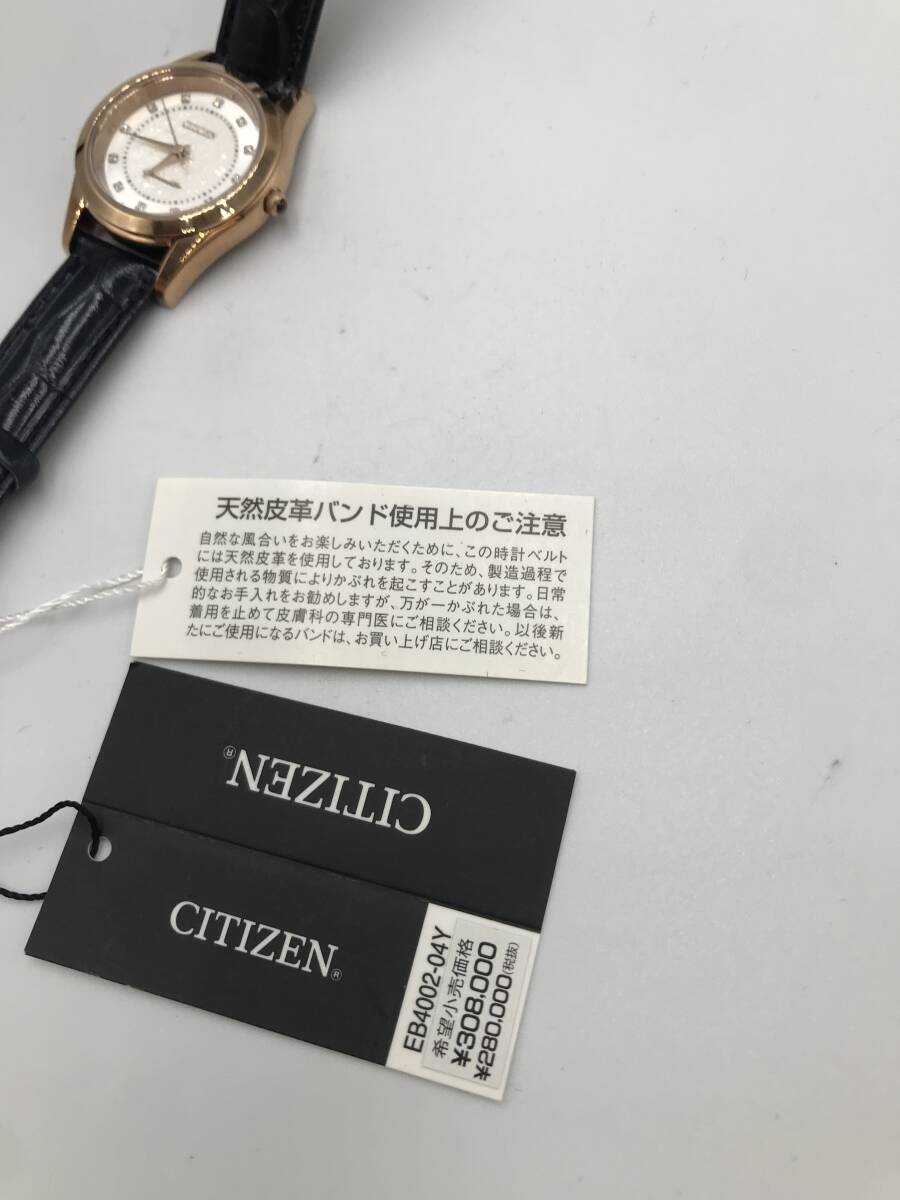 天然皮革バンド使用上のご注意
自然な風合いをお楽しみいただくために、この時計ベルト
には天然皮革を使用しております。そのため、製造過程で
使用される物質によりかぶれを起こすことがあります。日常
的なお手入れをお勧めしますが、万が一かぶれた場合は、
着用を止めて皮膚科の専門医にご相談ください。以後新
たにご使用になるバンドは、お買い上げ店にご相談ください。
CITIZEN®
CITIZEN®
EB4002-04Y
希望小売価格
¥308,000
¥280,000(税抜)